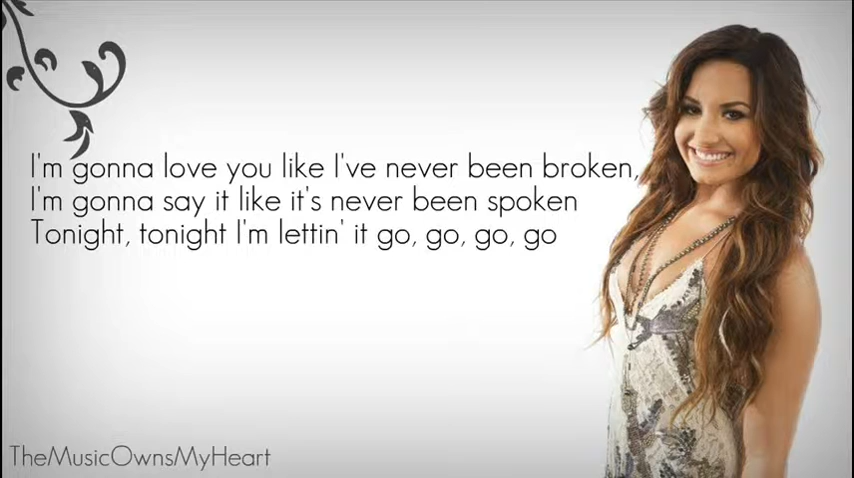 I'm gonna love you like I've never been broken,
I'm gonna say it like it's never been spoken
Tonight, tonight I'm lettin' it go, go, go, go
TheMusicOwnsMyHeart